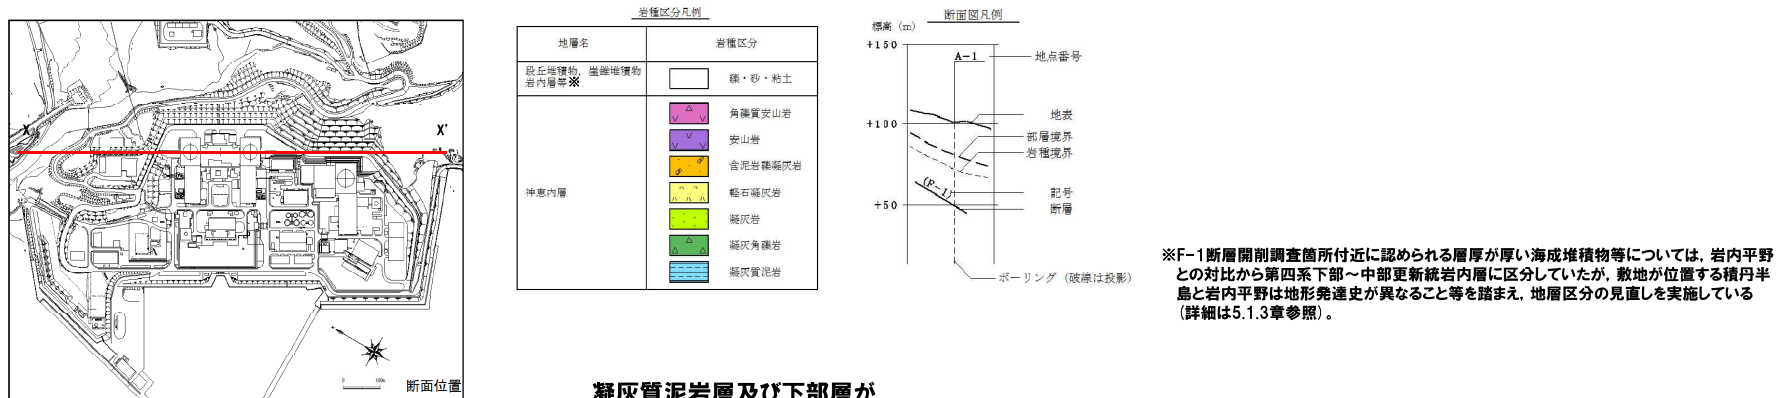 X
X'
0 100m
断面位置
岩種区分凡例
地層名 岩種区分
段丘堆積物，崖錐堆積物
岩内層等※
礫・砂・粘土
神恵内層
角礫質安山岩
安山岩
含泥岩礫凝灰岩
軽石凝灰岩
凝灰岩
凝灰角礫岩
凝灰質泥岩
断面図凡例
標高（m）
+150
A-1
地点番号
地表
+100
部層境界
岩種境界
(F-1)
記号
+50
断層
ボーリング（破線は投影）
※F-1断層開削調査箇所付近に認められる層厚が厚い海成堆積物等については，岩内平野
との対比から第四系下部～中部更新統岩内層に区分していたが，敷地が位置する積丹半
島と岩内平野は地形発達史が異なること等を踏まえ，地層区分の見直しを実施している
（詳細は5.1.3章参照）。
凝灰質泥岩層及び下部層が